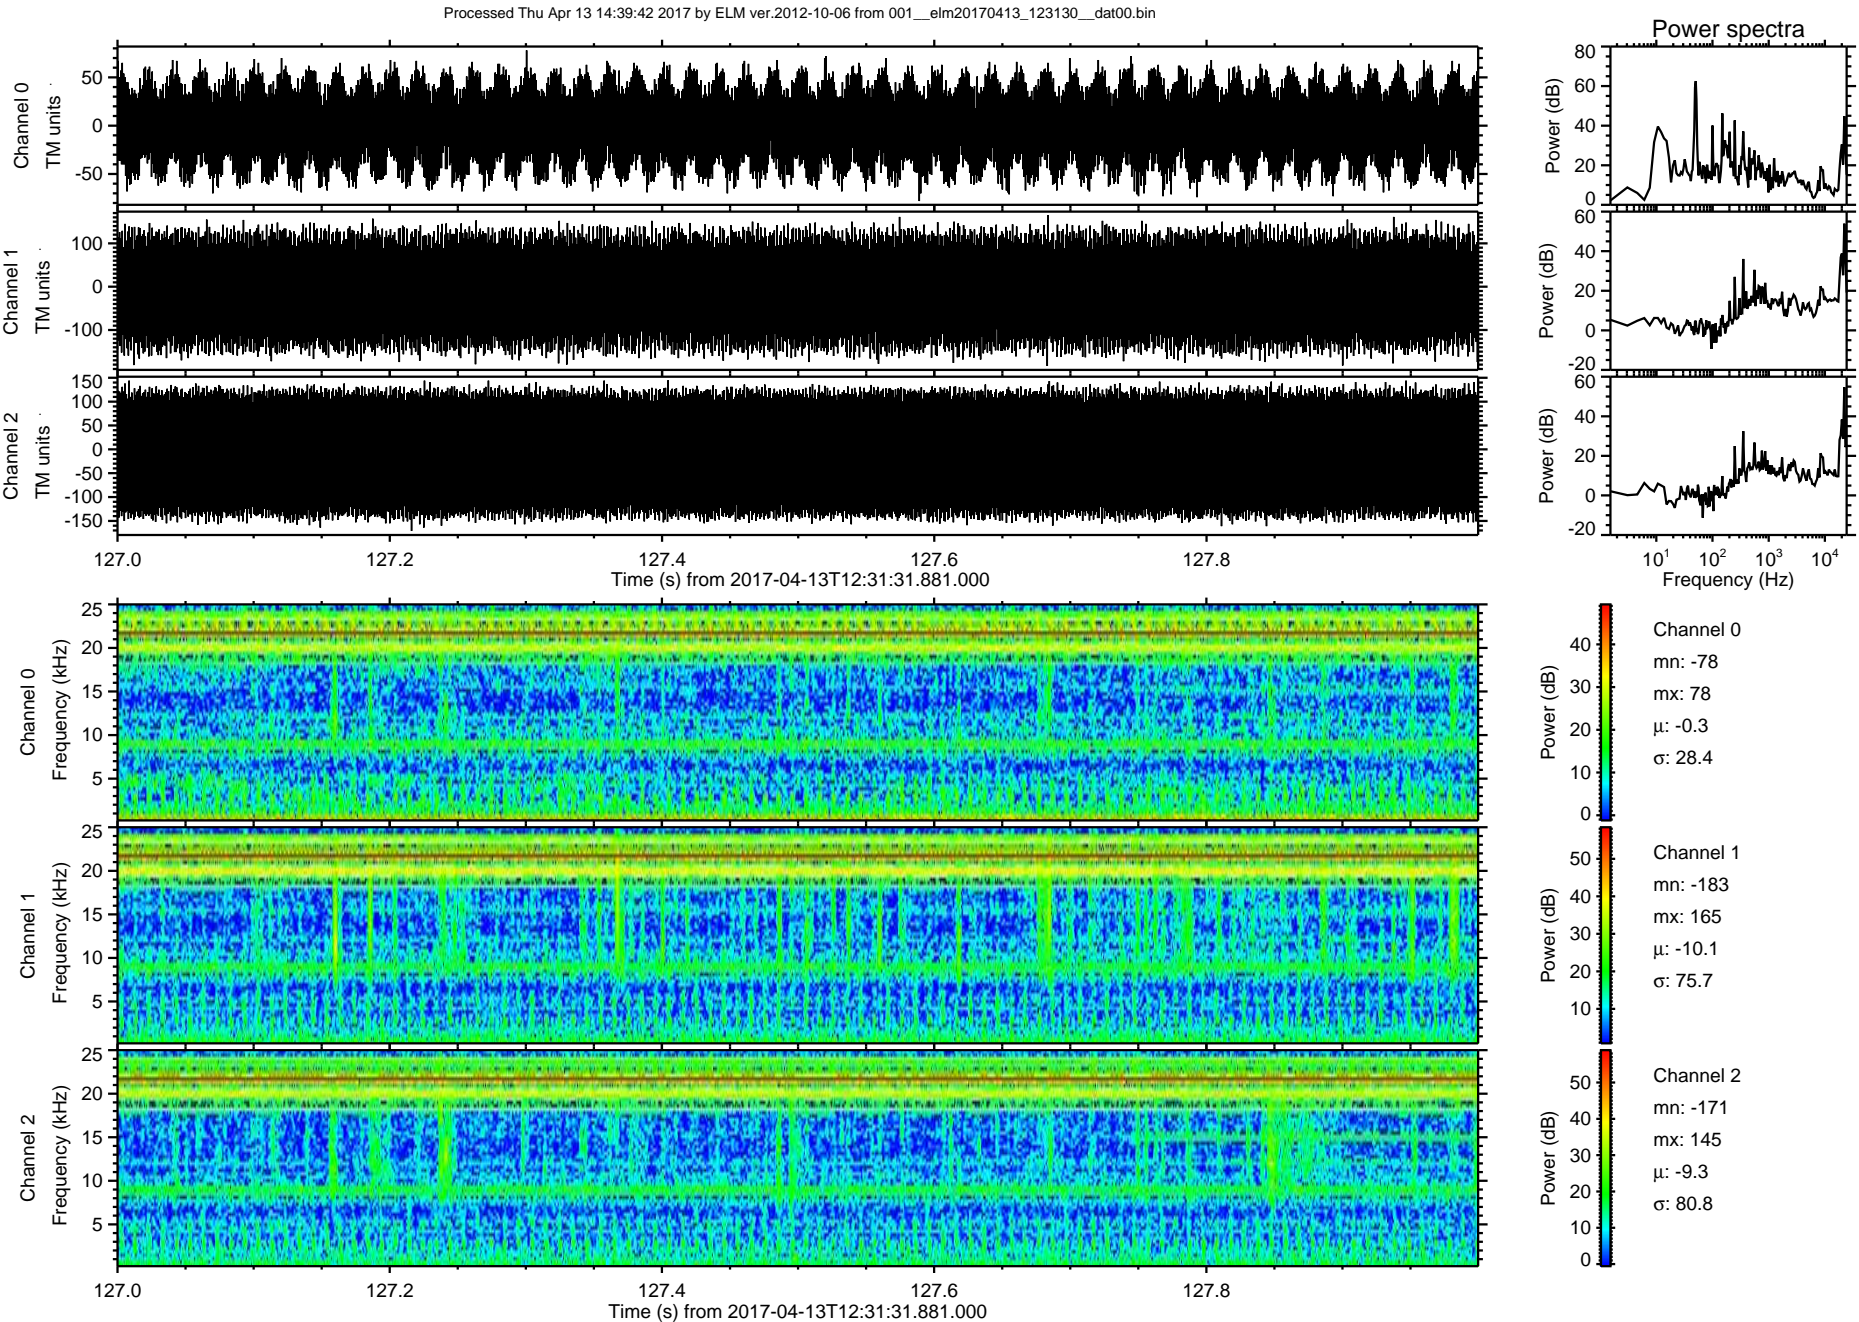 Processed Thu Apr 13 14:39:42 2017 by ELM ver.2012-10-06 from 001__elm20170413_123130__dat00.bin
Power spectra
Channel 0
TM units
50
0
-50
Power (dB)
80
60
40
20
0
Channel 1
TM units
100
0
-100
Power (dB)
60
40
20
0
-20
Channel 2
TM units
150
100
50
0
-50
-100
-150
Power (dB)
60
40
20
0
-20
127.0 127.2 127.4 127.6 127.8
Time (s) from 2017-04-13T12:31:31.881.000
10¹ 10² 10³ 10⁴
Frequency (Hz)
Channel 0
Frequency (kHz)
25
20
15
10
5
Power (dB)
40
30
20
10
0
Channel 0
mn: -78
mx: 78
μ: -0.3
σ: 28.4
Channel 1
Frequency (kHz)
25
20
15
10
5
Power (dB)
50
40
30
20
10
Channel 1
mn: -183
mx: 165
μ: -10.1
σ: 75.7
Channel 2
Frequency (kHz)
25
20
15
10
5
Power (dB)
50
40
30
20
10
0
Channel 2
mn: -171
mx: 145
μ: -9.3
σ: 80.8
127.0 127.2 127.4 127.6 127.8
Time (s) from 2017-04-13T12:31:31.881.000